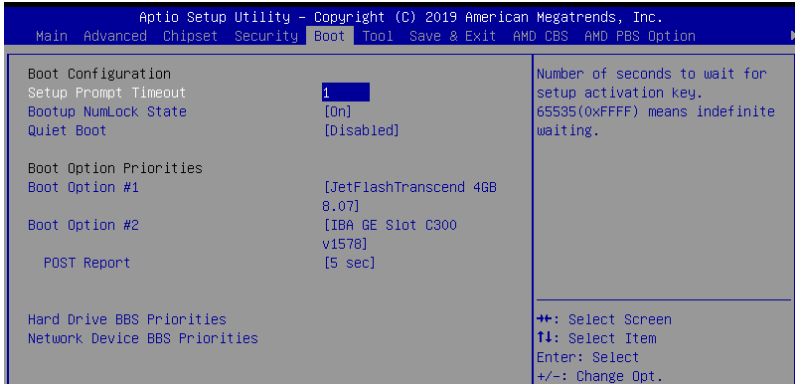 Aptio Setup Utility – Copyright (C) 2019 American Megatrends, Inc.
Main Advanced Chipset Security Boot Tool Save & Exit AMD CBS AMD PBS Option
Boot Configuration
Setup Prompt Timeout 1
Bootup NumLock State [On]
Quiet Boot [Disabled]
Boot Option Priorities
Boot Option #1 [JetFlashTranscend 4GB
8.07]
Boot Option #2 [IBA GE Slot C300
v1578]
POST Report [5 sec]
Hard Drive BBS Priorities
Network Device BBS Priorities
Number of seconds to wait for
setup activation key.
65535(0xFFFF) means indefinite
waiting.
→←: Select Screen
↑↓: Select Item
Enter: Select
+/-: Change Opt.